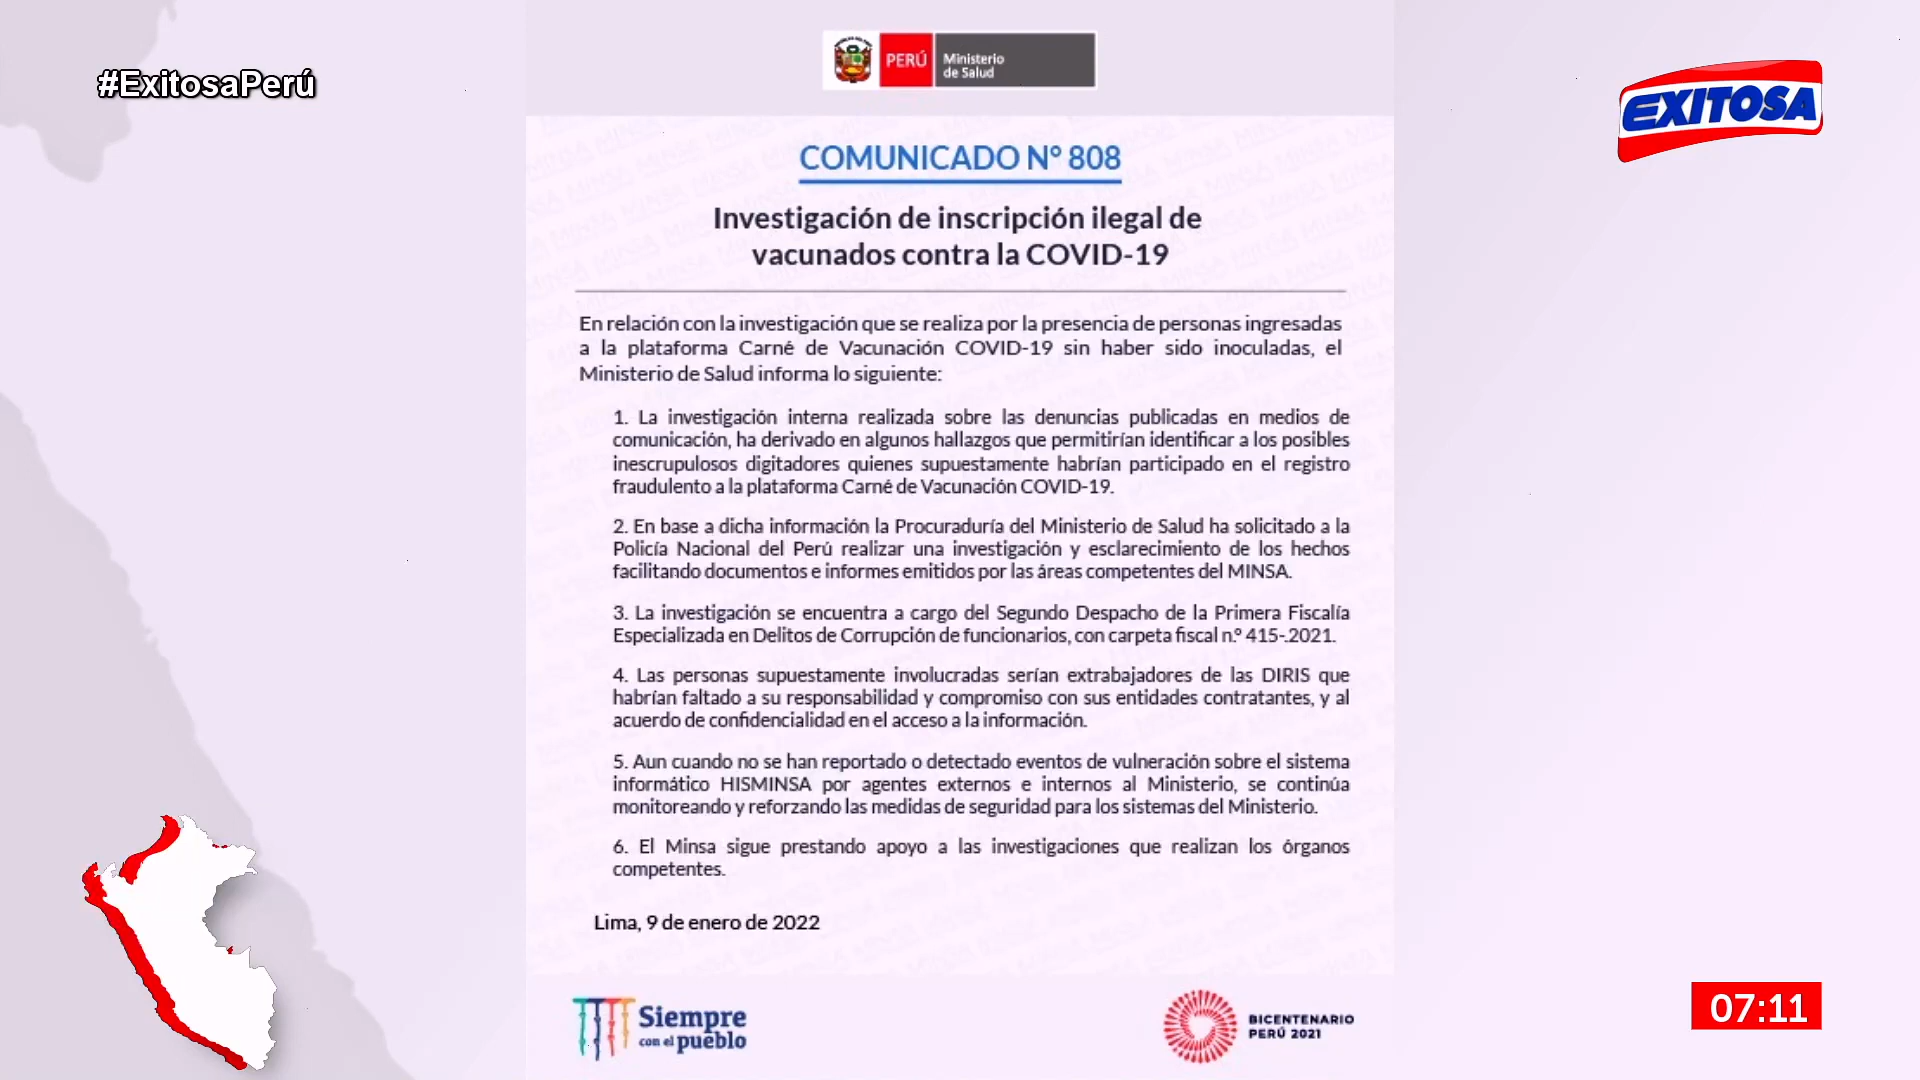 #ExitosaPerú
PERÚ
Ministerio
de Salud
EXITOSA
COMUNICADO N° 808
Investigación de inscripción ilegal de
vacunados contra la COVID-19
En relación con la investigación que se realiza por la presencia de personas ingresadas
a la plataforma Carné de Vacunación COVID-19 sin haber sido inoculadas, el
Ministerio de Salud informa lo siguiente:
1. La investigación interna realizada sobre las denuncias publicadas en medios de
comunicación, ha derivado en algunos hallazgos que permitirían identificar a los posibles
inescrupulosos digitadores quienes supuestamente habrían participado en el registro
fraudulento a la plataforma Carné de Vacunación COVID-19.
2. En base a dicha información la Procuraduría del Ministerio de Salud ha solicitado a la
Policía Nacional del Perú realizar una investigación y esclarecimiento de los hechos
facilitando documentos e informes emitidos por las áreas competentes del MINSA.
3. La investigación se encuentra a cargo del Segundo Despacho de la Primera Fiscalía
Especializada en Delitos de Corrupción de funcionarios, con carpeta fiscal n.° 415-.2021.
4. Las personas supuestamente involucradas serían extrabajadores de las DIRIS que
habrían faltado a su responsabilidad y compromiso con sus entidades contratantes, y al
acuerdo de confidencialidad en el acceso a la información.
5. Aun cuando no se han reportado o detectado eventos de vulneración sobre el sistema
informático HISMINSA por agentes externos e internos al Ministerio, se continúa
monitoreando y reforzando las medidas de seguridad para los sistemas del Ministerio.
6. El Minsa sigue prestando apoyo a las investigaciones que realizan los órganos
competentes.
Lima, 9 de enero de 2022
Siempre
con el pueblo
BICENTENARIO
PERÚ 2021
07:11